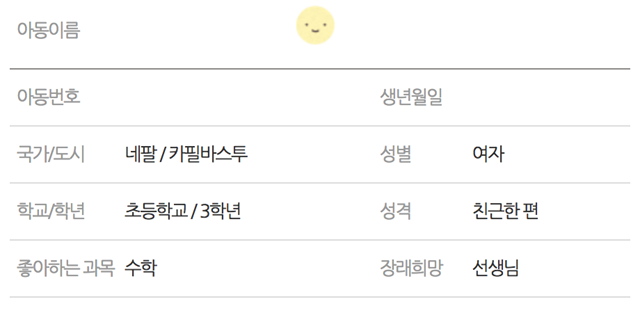 아동이름
아동번호 생년월일
국가/도시 네팔 / 카필바스투 성별 여자
학교/학년 초등학교 / 3학년 성격 친근한 편
좋아하는 과목 수학 장래희망 선생님